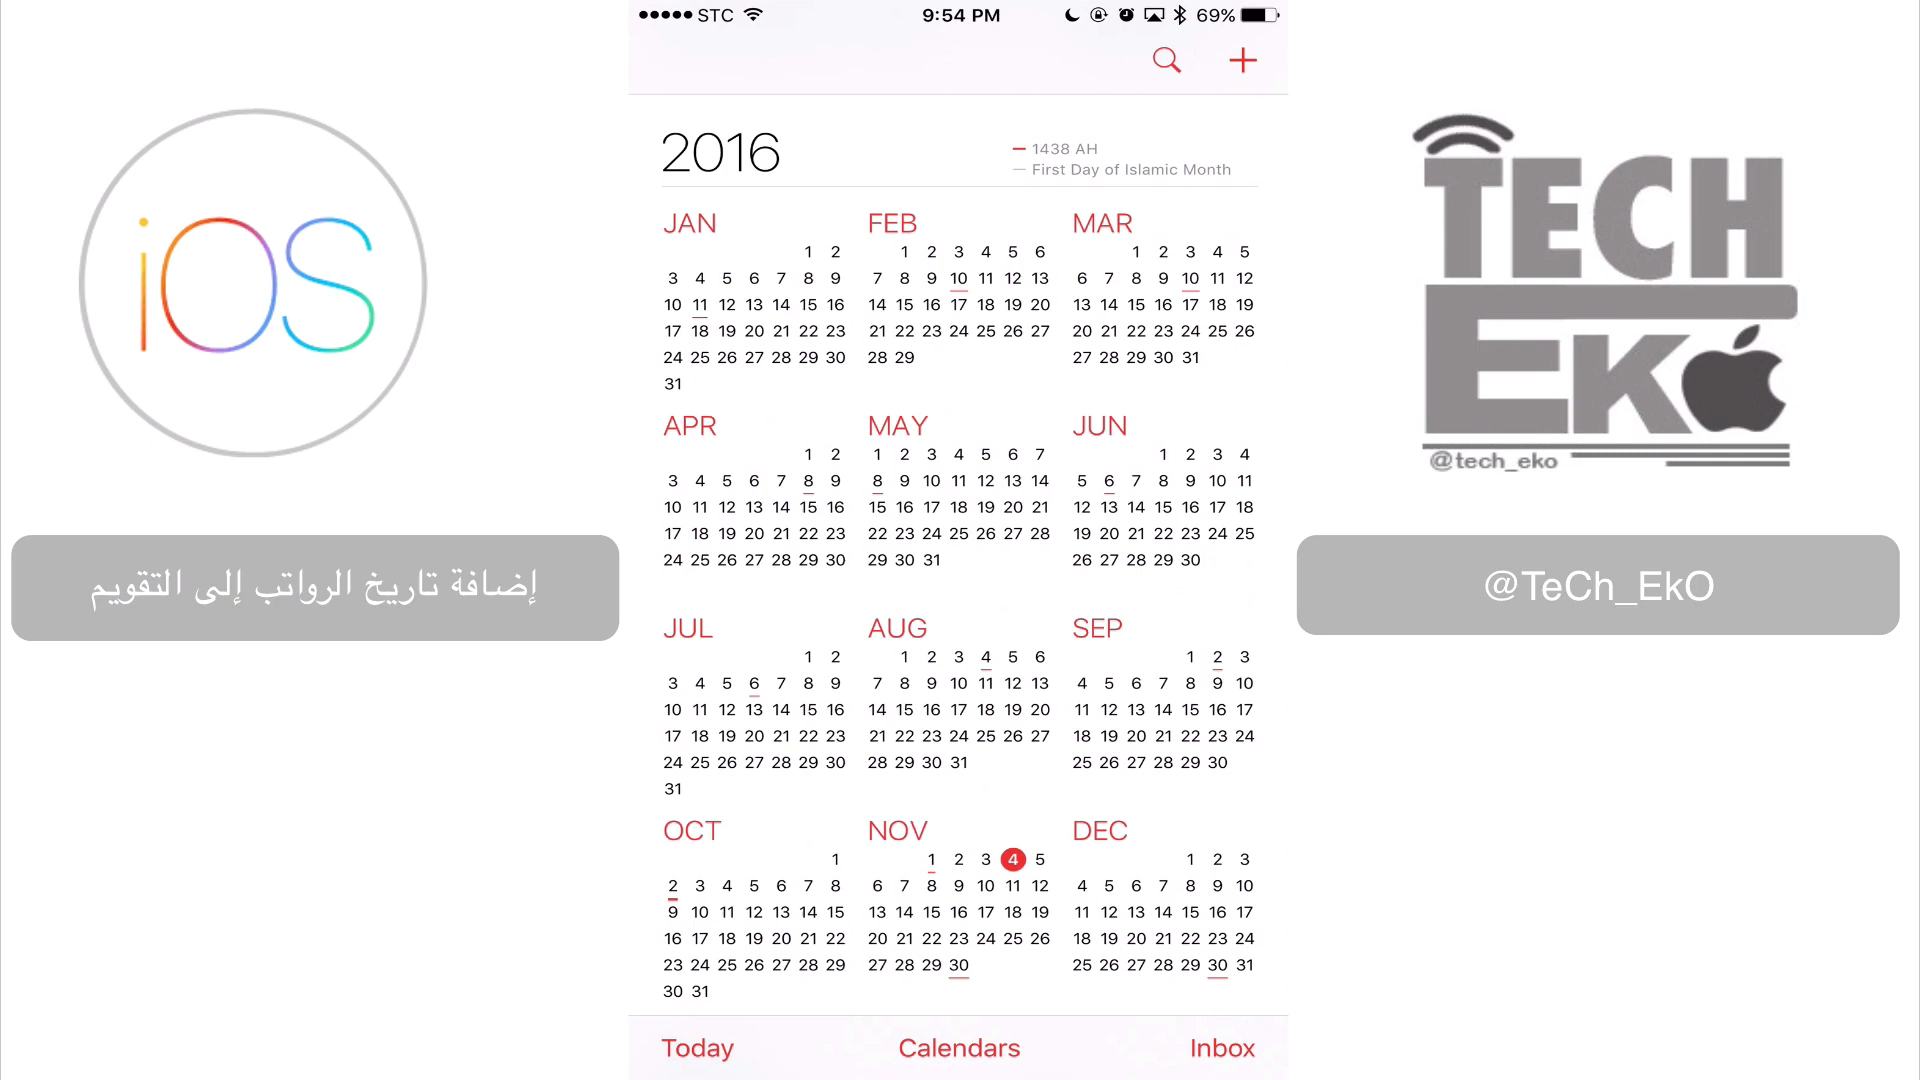 ●●●●● STC 9:54 PM 69%
iOS
إضافة تاريخ الرواتب إلى التقويم
2016
1438 AH
First Day of Islamic Month
JAN
1 2
3 4 5 6 7 8 9
10 11 12 13 14 15 16
17 18 19 20 21 22 23
24 25 26 27 28 29 30
31
FEB
1 2 3 4 5 6
7 8 9 10 11 12 13
14 15 16 17 18 19 20
21 22 23 24 25 26 27
28 29
MAR
1 2 3 4 5
6 7 8 9 10 11 12
13 14 15 16 17 18 19
20 21 22 23 24 25 26
27 28 29 30 31
APR
1 2
3 4 5 6 7 8 9
10 11 12 13 14 15 16
17 18 19 20 21 22 23
24 25 26 27 28 29 30
MAY
1 2 3 4 5 6 7
8 9 10 11 12 13 14
15 16 17 18 19 20 21
22 23 24 25 26 27 28
29 30 31
JUN
1 2 3 4
5 6 7 8 9 10 11
12 13 14 15 16 17 18
19 20 21 22 23 24 25
26 27 28 29 30
JUL
1 2
3 4 5 6 7 8 9
10 11 12 13 14 15 16
17 18 19 20 21 22 23
24 25 26 27 28 29 30
31
AUG
1 2 3 4 5 6
7 8 9 10 11 12 13
14 15 16 17 18 19 20
21 22 23 24 25 26 27
28 29 30 31
SEP
1 2 3
4 5 6 7 8 9 10
11 12 13 14 15 16 17
18 19 20 21 22 23 24
25 26 27 28 29 30
OCT
1
2 3 4 5 6 7 8
9 10 11 12 13 14 15
16 17 18 19 20 21 22
23 24 25 26 27 28 29
30 31
NOV
1 2 3 4 5
6 7 8 9 10 11 12
13 14 15 16 17 18 19
20 21 22 23 24 25 26
27 28 29 30
DEC
1 2 3
4 5 6 7 8 9 10
11 12 13 14 15 16 17
18 19 20 21 22 23 24
25 26 27 28 29 30 31
Today Calendars Inbox
TECH
EKO
@tech_eko
@TeCh_EkO